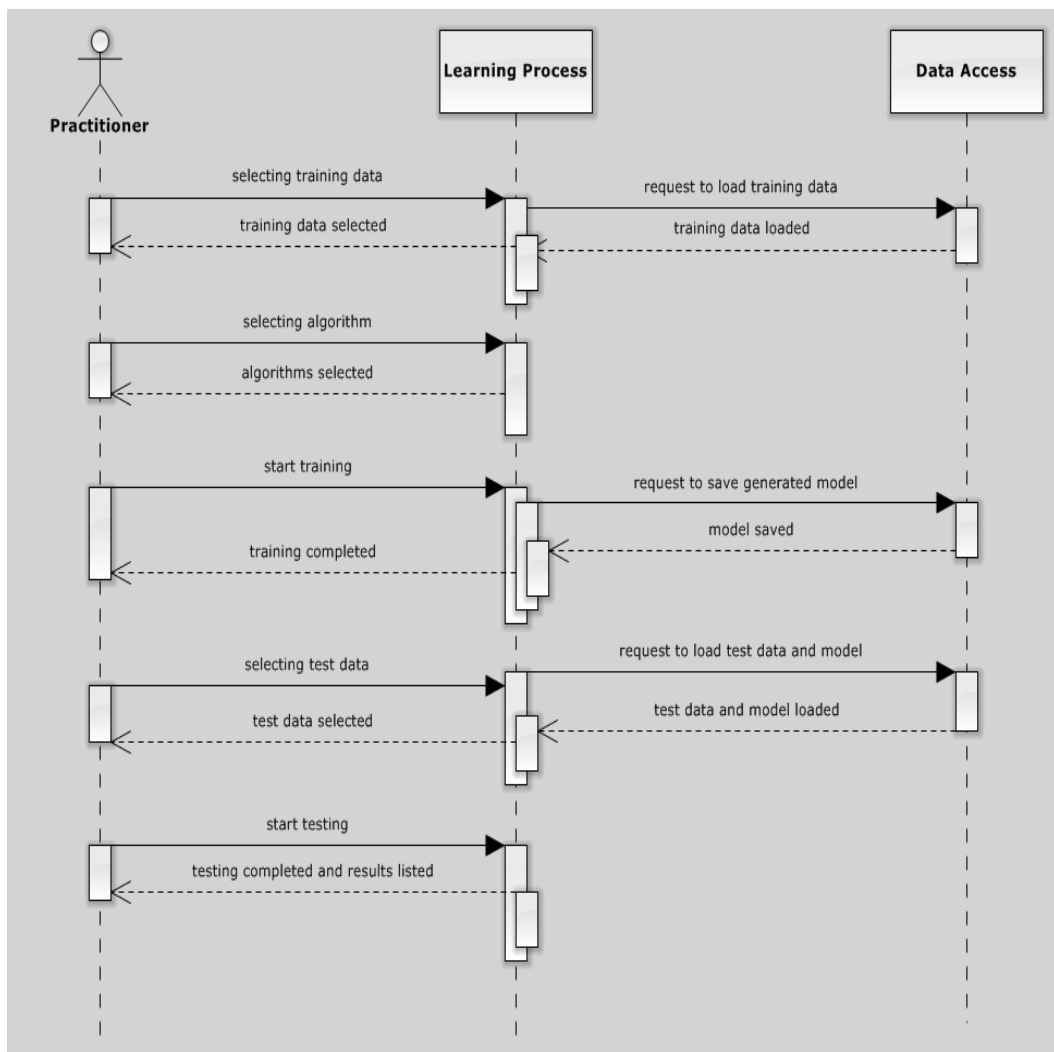 Practitioner
Learning Process
Data Access
selecting training data
request to load training data
training data selected
training data loaded
selecting algorithm
algorithms selected
start training
request to save generated model
model saved
training completed
request to load test data and model
selecting test data
test data and model loaded
test data selected
start testing
testing completed and results listed